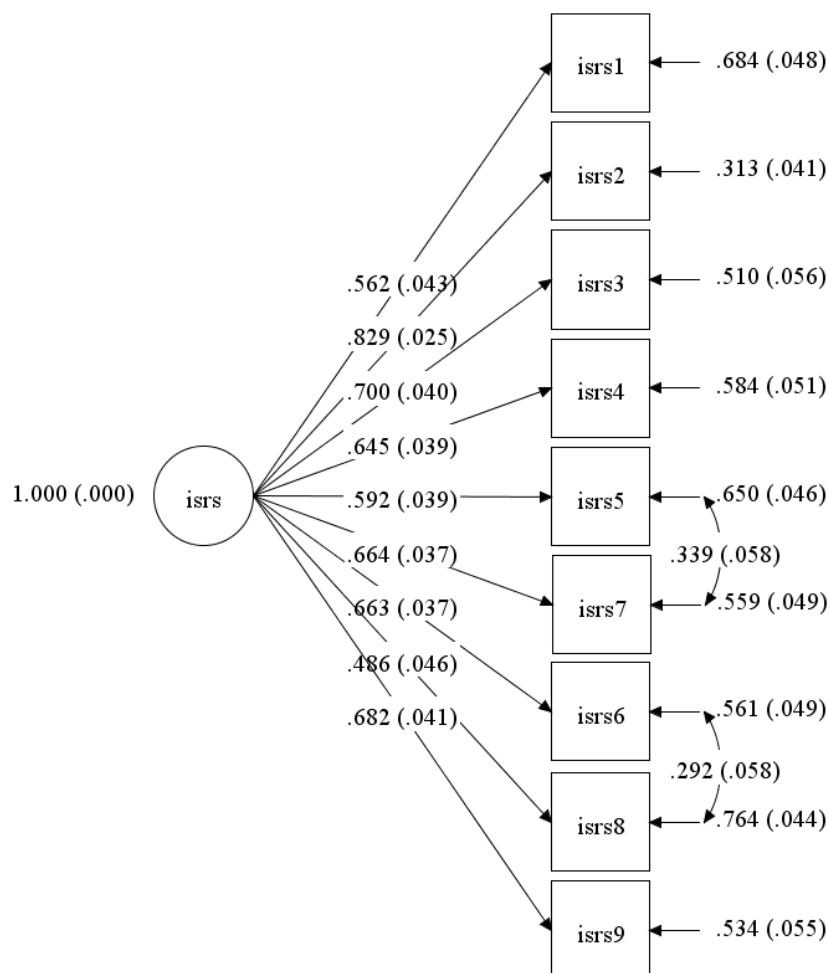 isrs1
.684 (.048)
isrs2
.313 (.041)
isrs3
.510 (.056)
isrs4
.584 (.051)
isrs5
.650 (.046)
isrs7
.559 (.049)
isrs6
.561 (.049)
isrs8
.764 (.044)
isrs9
.534 (.055)
.339 (.058)
.292 (.058)
.562 (.043)
.829 (.025)
.700 (.040)
.645 (.039)
.592 (.039)
.664 (.037)
.663 (.037)
.486 (.046)
.682 (.041)
1.000 (.000)
isrs